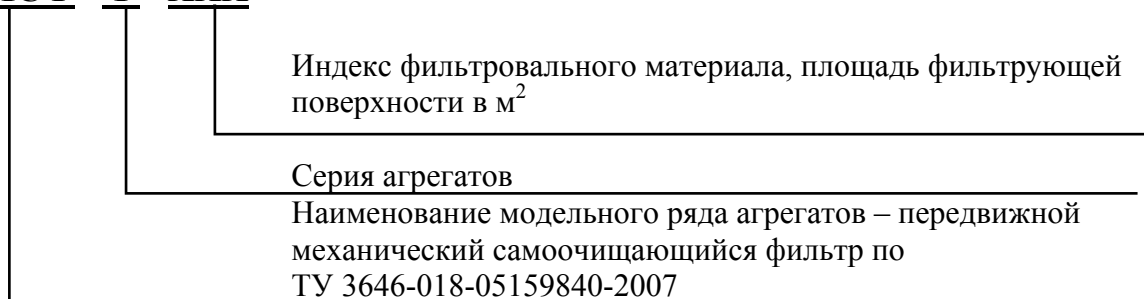 Индекс фильтровального материала, площадь фильтрующей
поверхности в м²
Серия агрегатов
Наименование модельного ряда агрегатов – передвижной
механический самоочищающийся фильтр по
ТУ 3646-018-05159840-2007